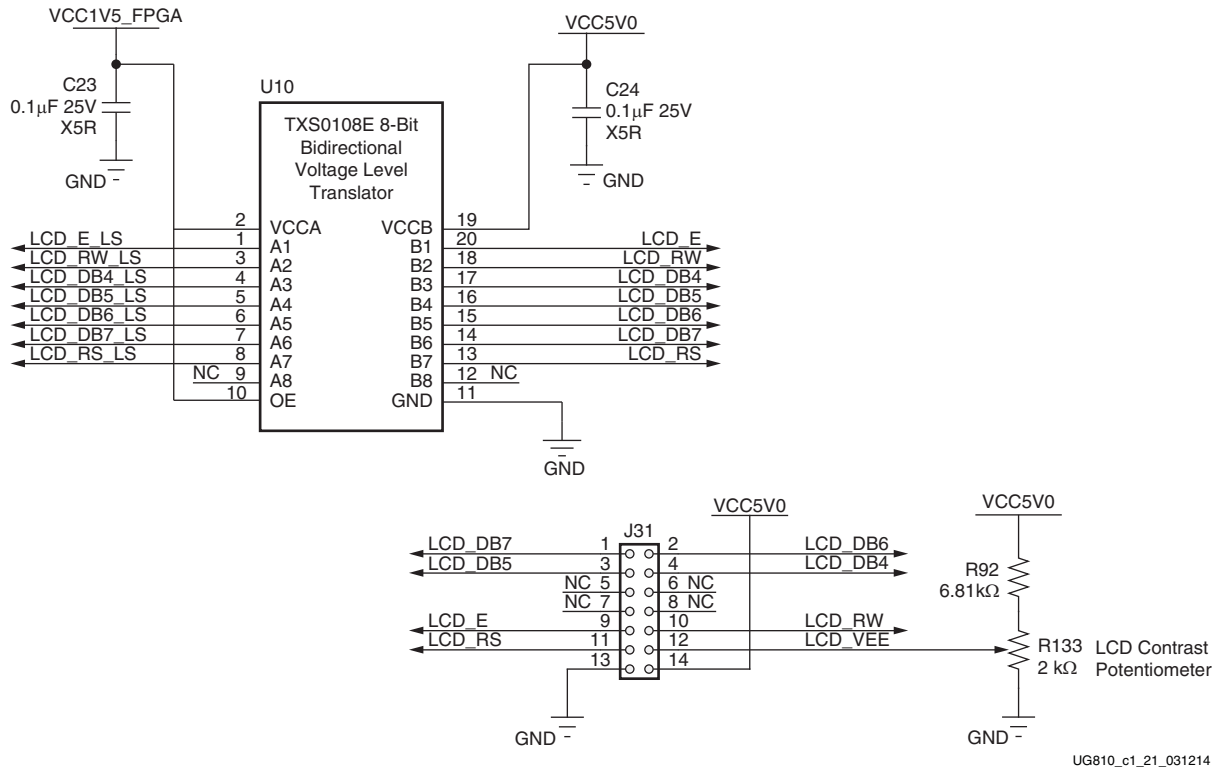 VCC1V5_FPGA
C23
0.1μF 25V
X5R
GND
VCC5V0
C24
0.1μF 25V
X5R
GND
U10
TXS0108E 8-Bit
Bidirectional
Voltage Level
Translator
2 VCCA VCCB 19
LCD_E_LS 1 A1 B1 20 LCD_E
LCD_RW_LS 3 A2 B2 18 LCD_RW
LCD_DB4_LS 4 A3 B3 17 LCD_DB4
LCD_DB5_LS 5 A4 B4 16 LCD_DB5
LCD_DB6_LS 6 A5 B5 15 LCD_DB6
LCD_DB7_LS 7 A6 B6 14 LCD_DB7
LCD_RS_LS 8 A7 B7 13 LCD_RS
NC 9 A8 B8 12 NC
10 OE GND 11
GND
VCC5V0
J31
LCD_DB7 1 2 LCD_DB6
LCD_DB5 3 4 LCD_DB4
NC 5 6 NC
NC 7 8 NC
LCD_E 9 10 LCD_RW
LCD_RS 11 12 LCD_VEE
13 14
GND
VCC5V0
R92
6.81kΩ
R133 LCD Contrast
2 kΩ Potentiometer
GND
UG810_c1_21_031214